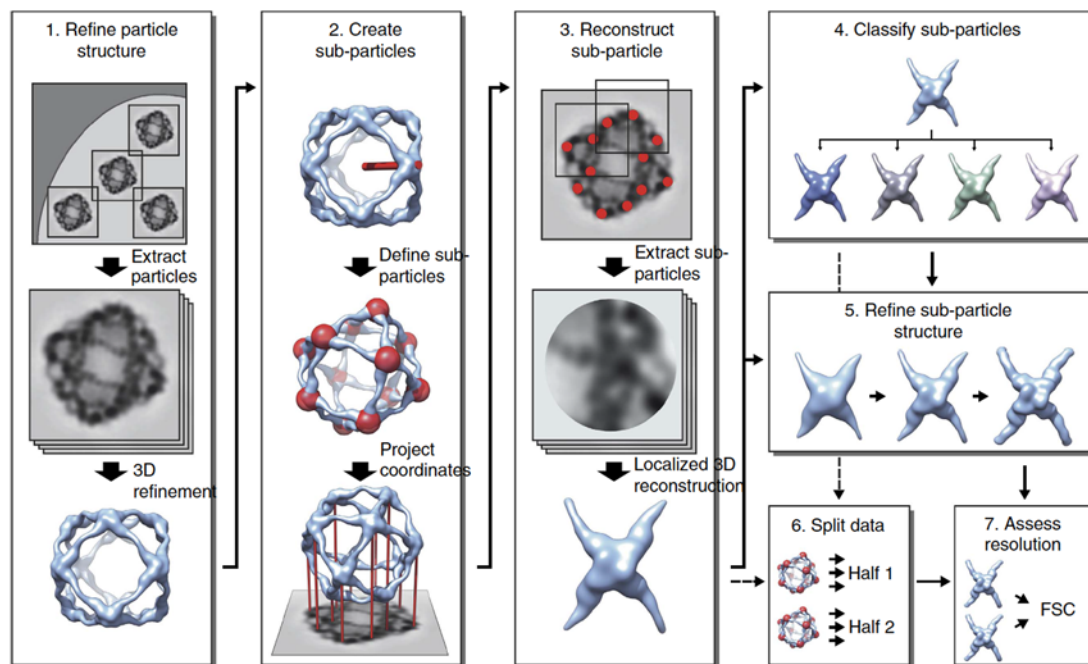 1. Refine particle
structure
Extract
particles
3D
refinement
2. Create
sub-particles
Define sub-
particles
Project
coordinates
3. Reconstruct
sub-particle
Extract sub-
particles
Localized 3D
reconstruction
4. Classify sub-particles
5. Refine sub-particle
structure
6. Split data
Half 1
Half 2
7. Assess
resolution
FSC